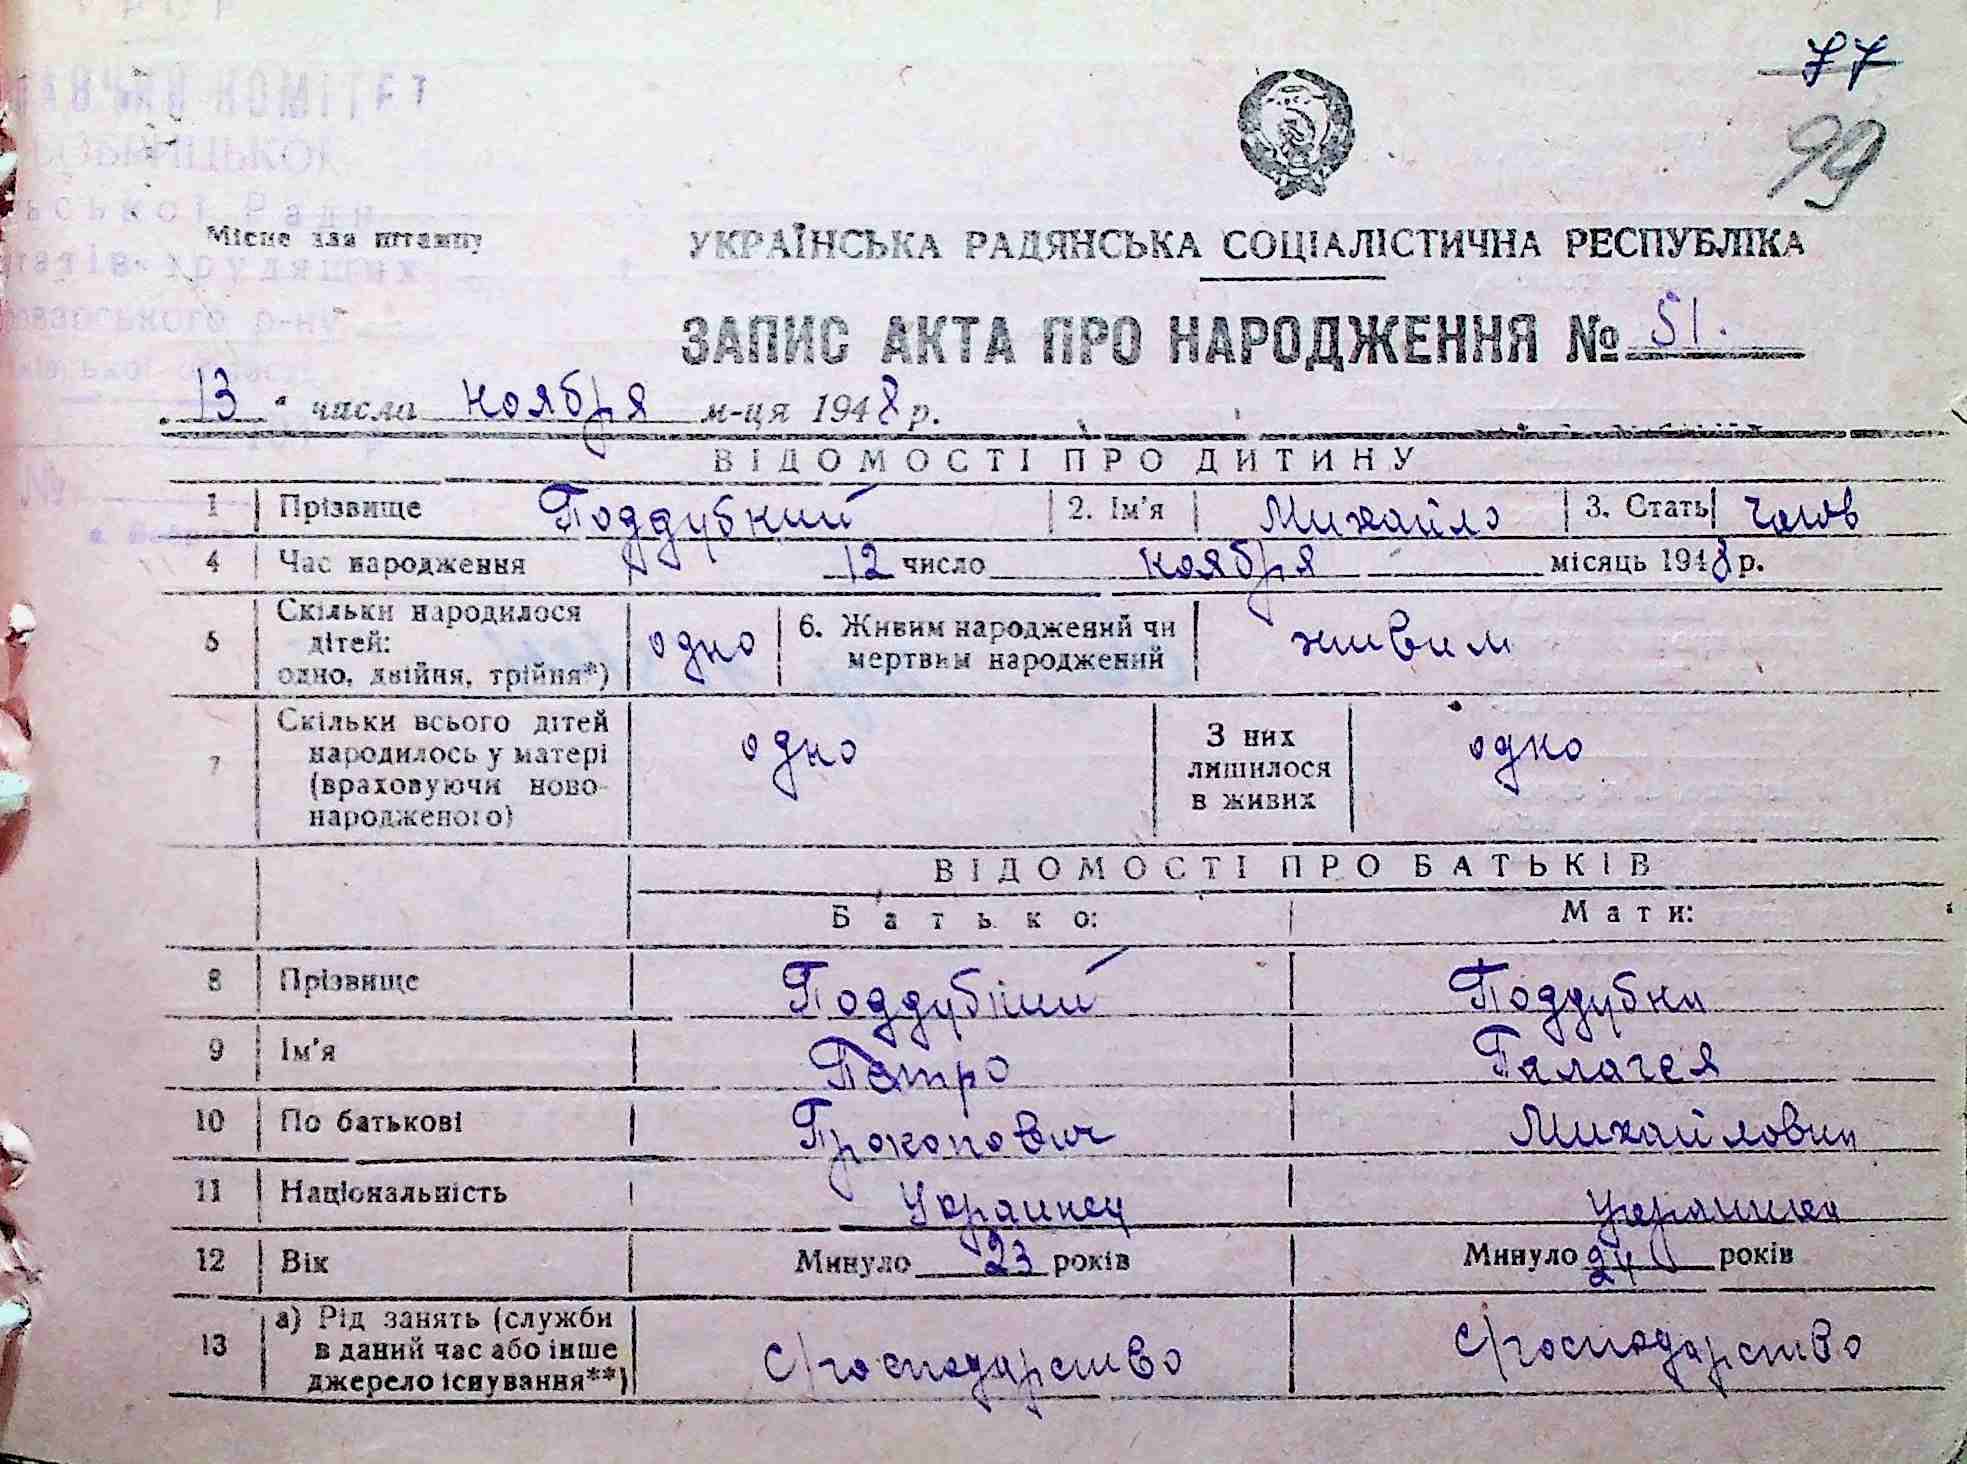 77
99
КОМІТЕТ
Ради
трудящих
р-ну
Місце для штампу
УКРАЇНСЬКА РАДЯНСЬКА СОЦІАЛІСТИЧНА РЕСПУБЛІКА
ЗАПИС АКТА ПРО НАРОДЖЕННЯ № 51.
13 " числа ноября м-ця 1948 р.
ВІДОМОСТІ ПРО ДИТИНУ
1 Прізвище Поддубний 2. Ім'я Михайло 3. Стать чолов
4 Час народження 12 число ноября місяць 1948 р.
5 Скільки народилося дітей: одно, двійня, трійня*) одно 6. Живим народжений чи мертвим народжений живим
7 Скільки всього дітей народилось у матері (враховуючи новонародженого) одно З них лишилося в живих одно
ВІДОМОСТІ ПРО БАТЬКІВ
Батько: Мати:
8 Прізвище Поддубний Поддубна
9 Ім'я Петро Палагея
10 По батькові Прокопович Михайловна
11 Національність Украинец украинка
12 Вік Минуло 23 років Минуло 24 років
13 а) Рід занять (служби в даний час або інше джерело існування**) с/господарство с/господарство